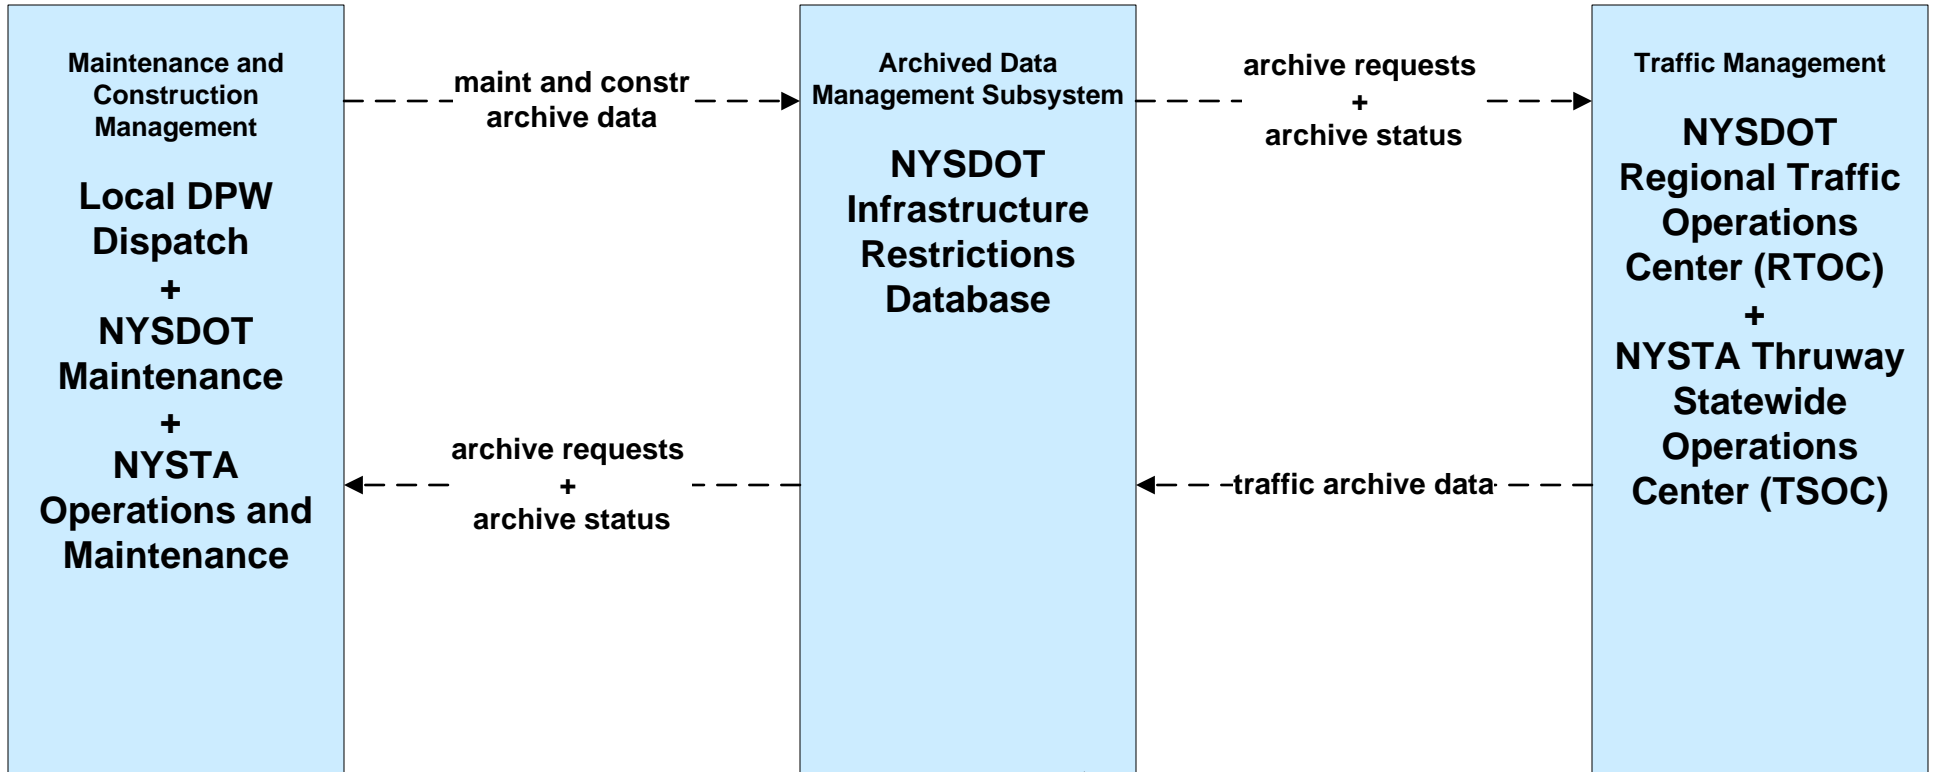 Maintenance and
Construction
Management
Local DPW
Dispatch
+
NYSDOT
Maintenance
+
NYSTA
Operations and
Maintenance
maint and constr
archive data
archive requests
+
archive status
Archived Data
Management Subsystem
NYSDOT
Infrastructure
Restrictions
Database
archive requests
+
archive status
traffic archive data
Traffic Management
NYSDOT
Regional Traffic
Operations
Center (RTOC)
+
NYSTA Thruway
Statewide
Operations
Center (TSOC)